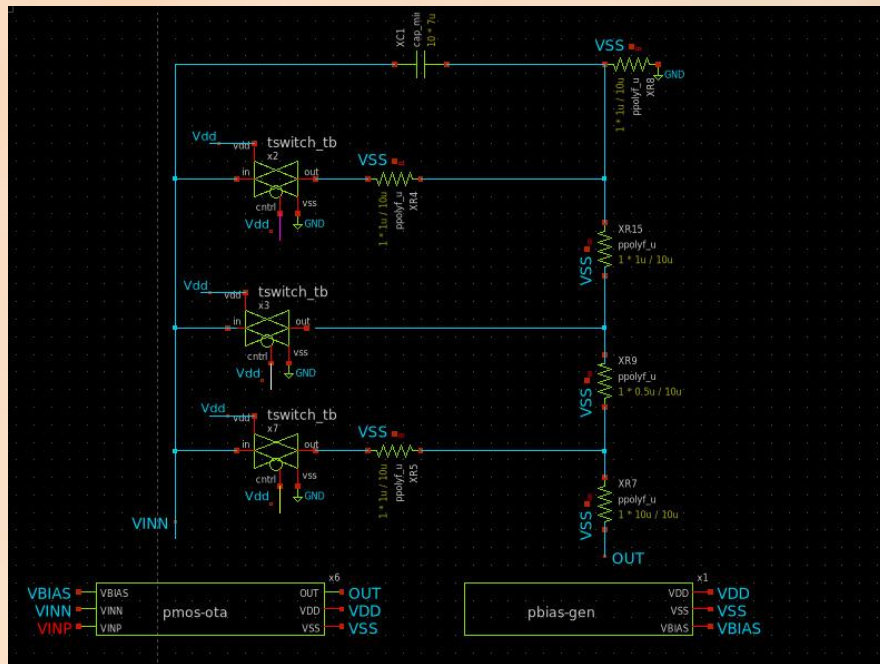 XC1
cap_mi
10 * 7u
VSS
GND
XR8
ppolyf_u
1 * 1u / 10u
Vdd
tswitch_tb
vdd
x2
in
out
cntrl
vss
Vdd
GND
VSS
XR4
ppolyf_u
1 * 1u / 10u
XR15
ppolyf_u
1 * 1u / 10u
VSS
Vdd
tswitch_tb
vdd
x3
in
out
cntrl
vss
Vdd
GND
XR9
ppolyf_u
1 * 0.5u / 10u
VSS
Vdd
tswitch_tb
vdd
x7
in
out
cntrl
vss
Vdd
GND
VSS
XR5
ppolyf_u
1 * 1u / 10u
XR7
ppolyf_u
1 * 10u / 10u
VSS
VINN
OUT
x6
VBIAS VBIAS OUT OUT
VINN VINN pmos-ota VDD VDD
VINP VINP VSS VSS
x1
VDD VDD
pbias-gen VSS VSS
VBIAS VBIAS